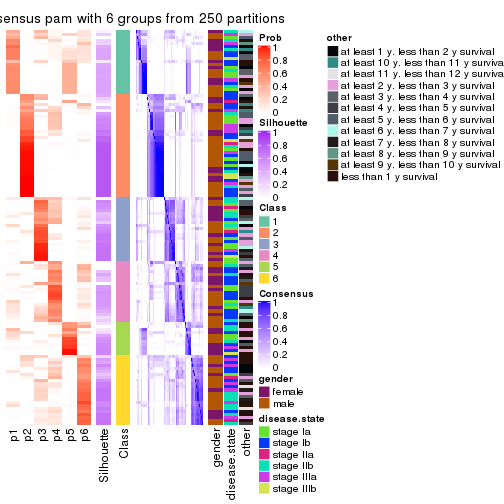 sensus pam with 6 groups from 250 partitions
Prob
1
0.8
0.6
0.4
0.2
0
Silhouette
1
0.8
0.6
0.4
0.2
0
Class
1
2
3
4
5
6
Consensus
1
0.8
0.6
0.4
0.2
0
gender
female
male
disease.state
stage Ia
stage Ib
stage IIa
stage IIb
stage IIIa
stage IIIb
other
at least 1 y. less than 2 y survival
at least 10. less than 11 y survival
at least 11. less than 12 y surviva
at least 2 y. less than 3 y survival
at least 3 y. less than 4 y survival
at least 4 y. less than 5 y survival
at least 5 y. less than 6 y survival
at least 6 y. less than 7 y survival
at least 7 y. less than 8 y survival
at least 8 y. less than 9 y survival
at least 9 y. less than 10 y survival
less than 1 y survival
p1
p2
p3
p4
p5
p6
Silhouette
Class
gender
disease.state
other